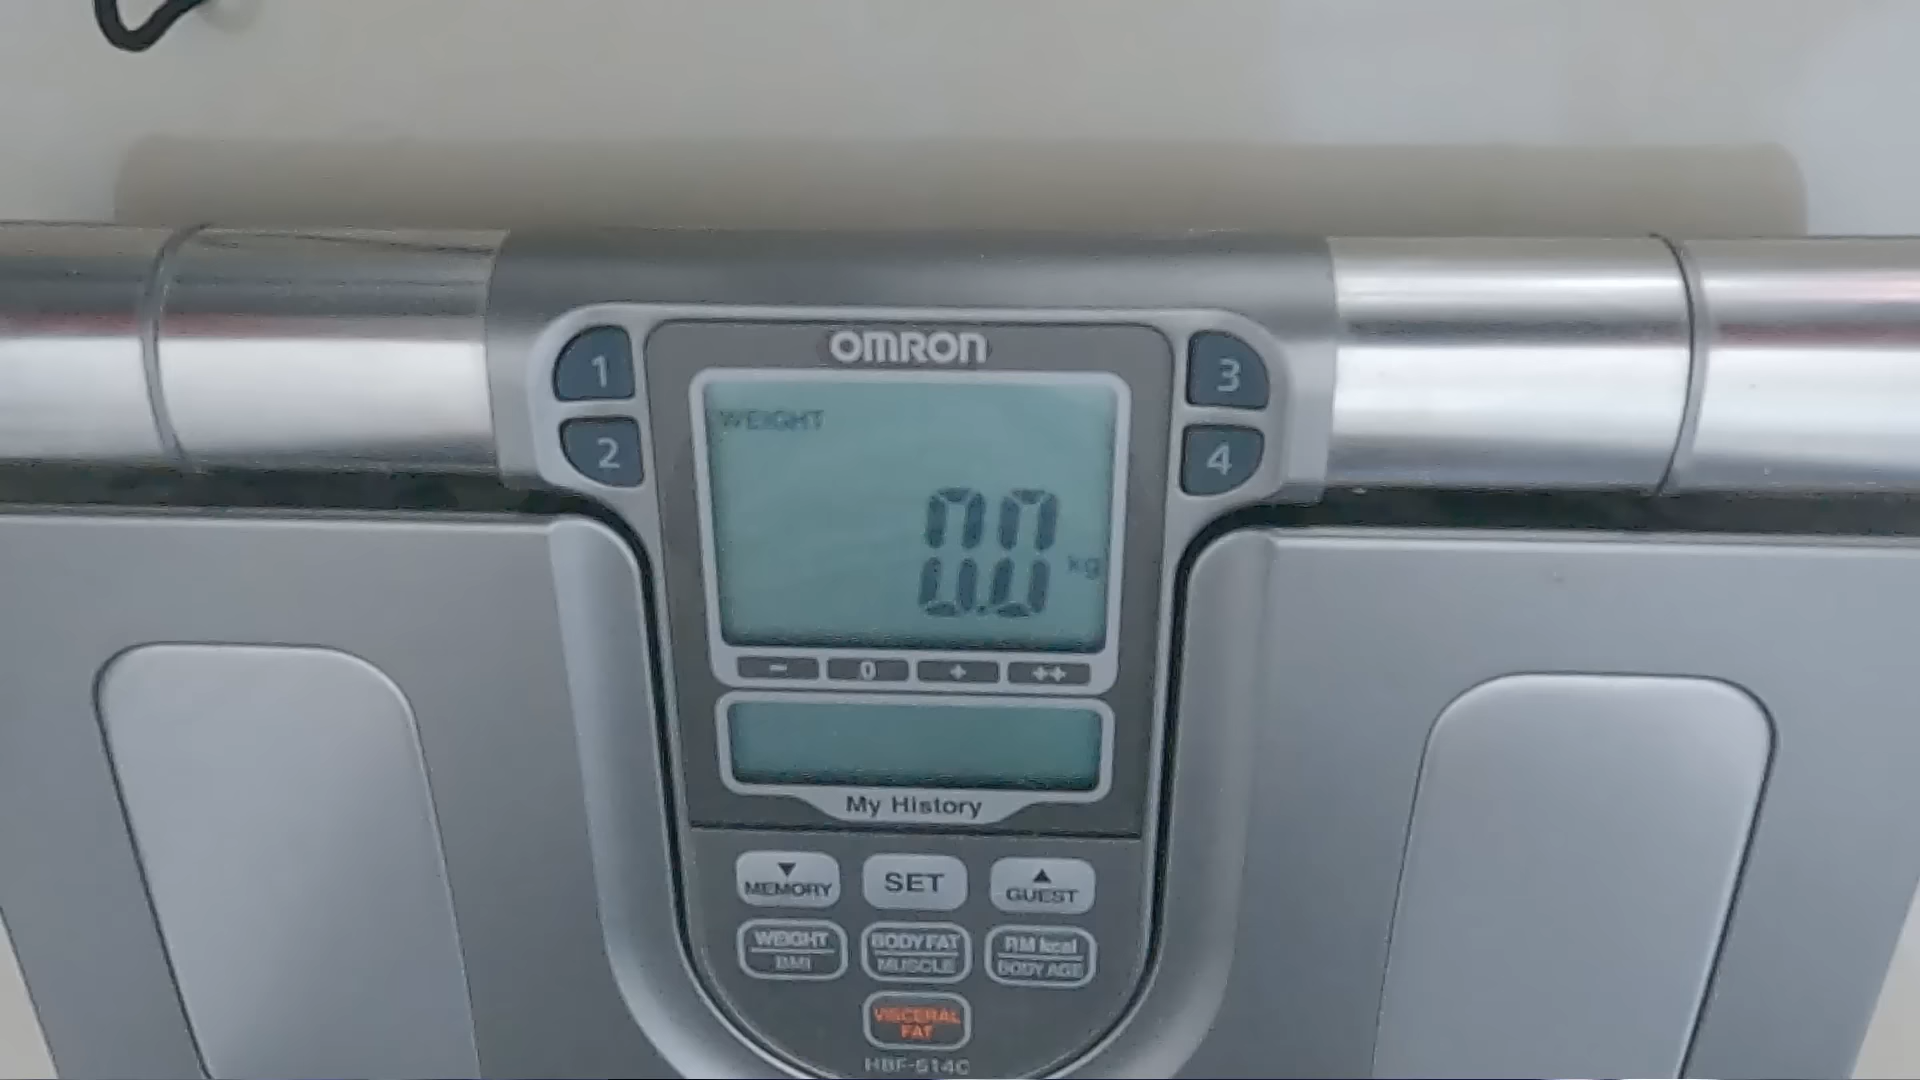 OMRON
1
3
WEIGHT
2
4
0.0 kg
- 0 + ++
My History
▼ SET ▲
MEMORY GUEST
WEIGHT BODY FAT RM kcal
BMI MUSCLE BODY AGE
VISCERAL
FAT
HBF-514C